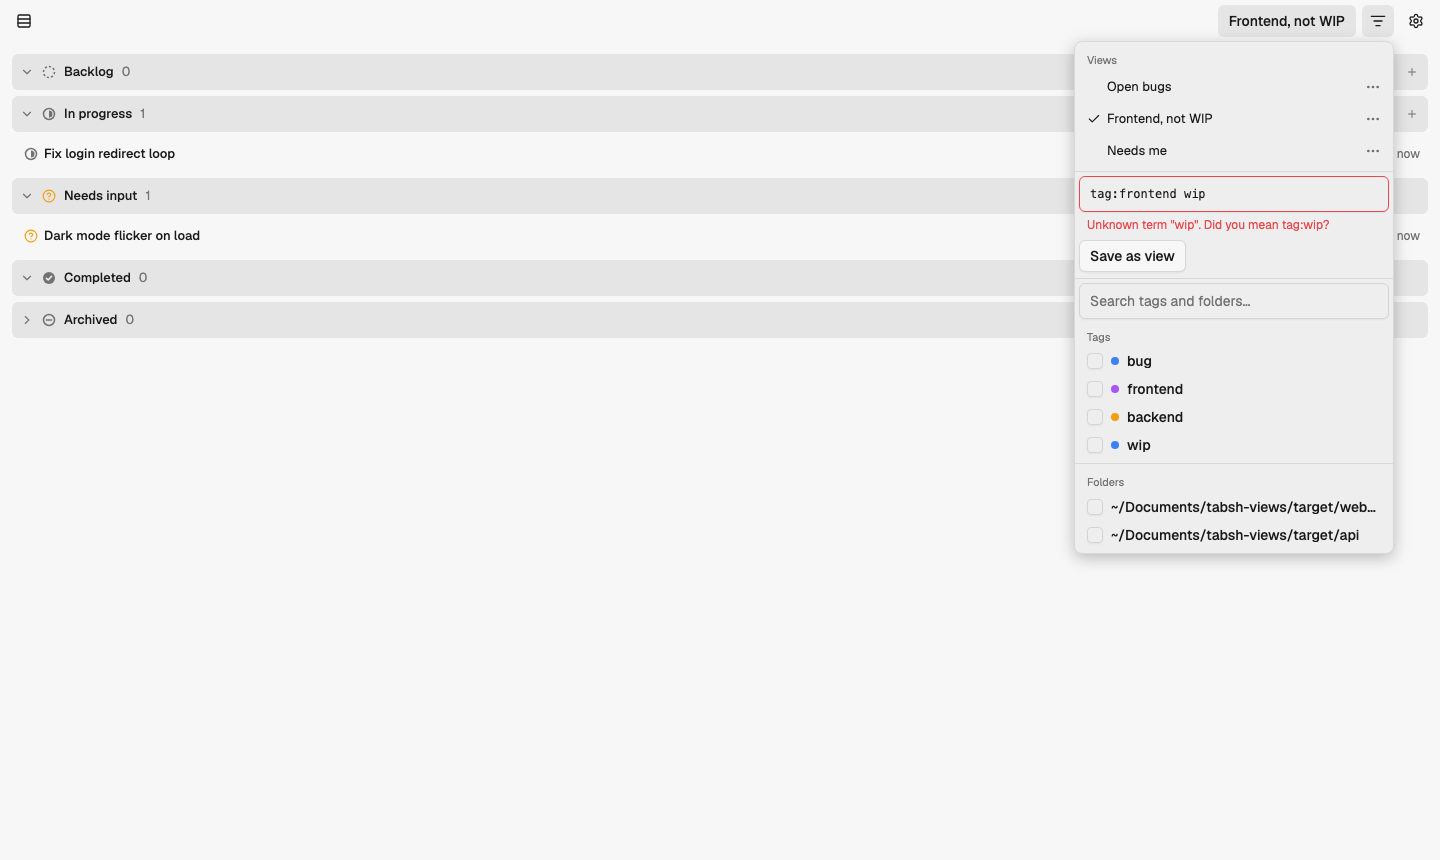 Frontend, not WIP
Backlog 0
In progress 1
Fix login redirect loop now
Needs input 1
Dark mode flicker on load now
Completed 0
Archived 0
Views
Open bugs
Frontend, not WIP
Needs me
tag:frontend wip
Unknown term "wip". Did you mean tag:wip?
Save as view
Search tags and folders…
Tags
bug
frontend
backend
wip
Folders
~/Documents/tabsh-views/target/web…
~/Documents/tabsh-views/target/api